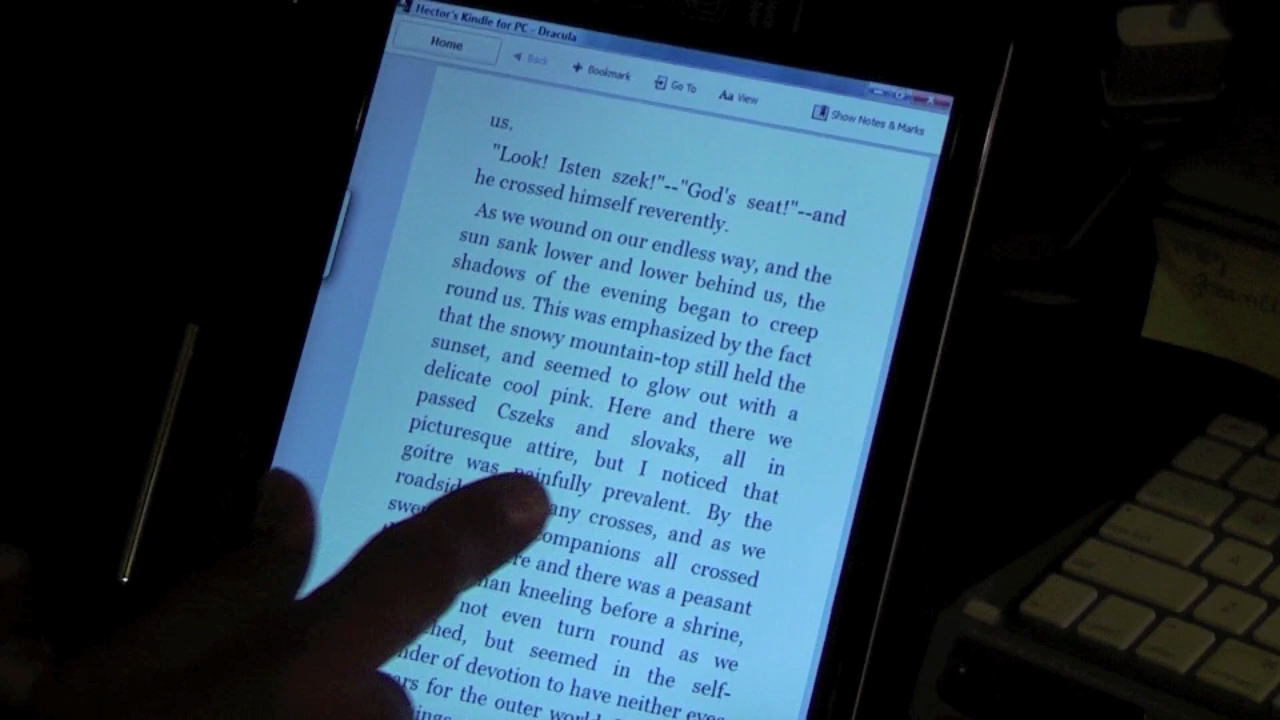 Hector's Kindle for PC - Dracula
Home
Back
Bookmark
Go To
Aa View
Show Notes & Marks
us.
"Look! Isten szek!"--"God's seat!"--and
he crossed himself reverently.
As we wound on our endless way, and the
sun sank lower and lower behind us, the
shadows of the evening began to creep
round us. This was emphasized by the fact
that the snowy mountain-top still held the
sunset, and seemed to glow out with a
delicate cool pink. Here and there we
passed Cszeks and slovaks, all in
picturesque attire, but I noticed that
goitre was painfully prevalent. By the
any crosses, and as we
ompanions all crossed
re and there was a peasant
kneeling before a shrine,
not even turn round as we
ched, but seemed in the self-
nder of devotion to have neither eyes
ars for the outer world